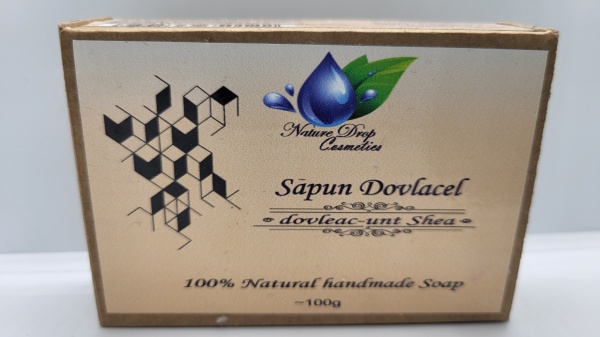 Nature Drop
Cosmetics
Săpun Dovlacel
dovleac-unt Shea
100% Natural handmade Soap
~100g